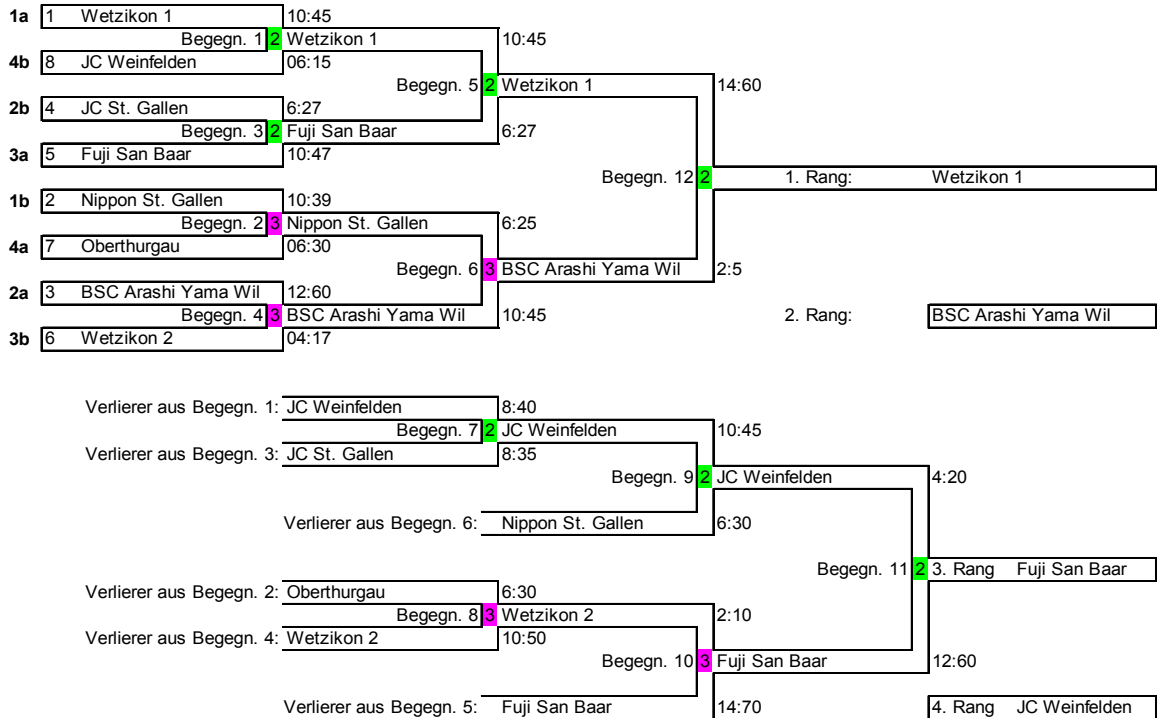 1a 1 Wetzikon 1 10:45
Begegn. 1 2 Wetzikon 1 10:45
4b 8 JC Weinfelden 06:15
Begegn. 5 2 Wetzikon 1 14:60
2b 4 JC St. Gallen 6:27
Begegn. 3 2 Fuji San Baar 6:27
3a 5 Fuji San Baar 10:47
Begegn. 12 2 1. Rang: Wetzikon 1
1b 2 Nippon St. Gallen 10:39
Begegn. 2 3 Nippon St. Gallen 6:25
4a 7 Oberthurgau 06:30
Begegn. 6 3 BSC Arashi Yama Wil 2:5
2a 3 BSC Arashi Yama Wil 12:60
Begegn. 4 3 BSC Arashi Yama Wil 10:45 2. Rang: BSC Arashi Yama Wil
3b 6 Wetzikon 2 04:17
Verlierer aus Begegn. 1: JC Weinfelden 8:40
Begegn. 7 2 JC Weinfelden 10:45
Verlierer aus Begegn. 3: JC St. Gallen 8:35
Begegn. 9 2 JC Weinfelden 4:20
Verlierer aus Begegn. 6: Nippon St. Gallen 6:30
Begegn. 11 2 3. Rang Fuji San Baar
Verlierer aus Begegn. 2: Oberthurgau 6:30
Begegn. 8 3 Wetzikon 2 2:10
Verlierer aus Begegn. 4: Wetzikon 2 10:50
Begegn. 10 3 Fuji San Baar 12:60
Verlierer aus Begegn. 5: Fuji San Baar 14:70 4. Rang JC Weinfelden